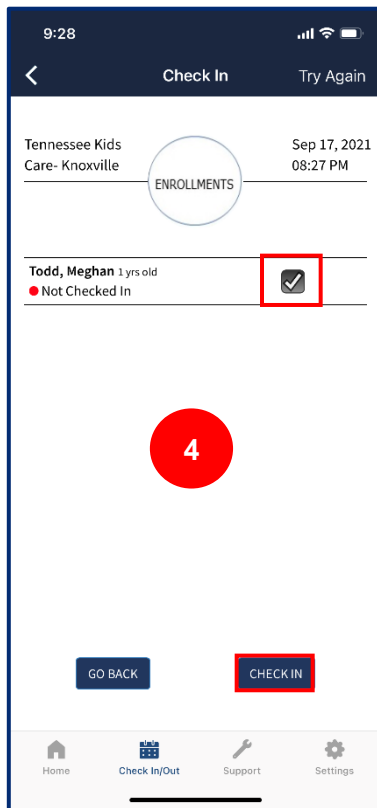 9:28
Check In
Try Again
Tennessee Kids
Care- Knoxville
ENROLLMENTS
Sep 17, 2021
08:27 PM
Todd, Meghan 1 yrs old
Not Checked In
4
GO BACK
CHECK IN
Home
Check In/Out
Support
Settings